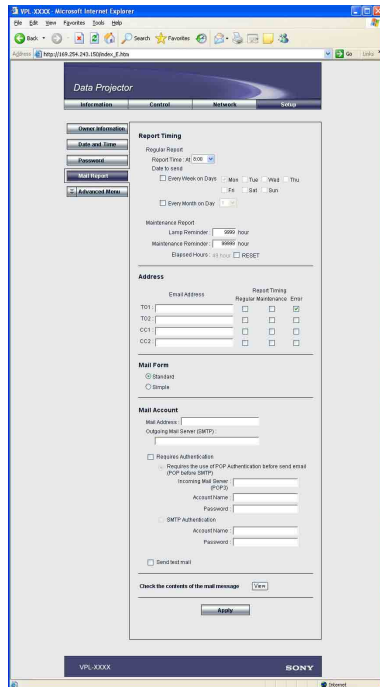 VPL-XXXX - Microsoft Internet Explorer
File Edit View Favorites Tools Help
Back Search Favorites
Address http://169.254.243.150/index_E.htm Go Links
Data Projector
Information Control Network Setup
Owner Information
Date and Time
Password
Mail Report
Advanced Menu
Report Timing
Regular Report
Report Time : At 8:00
Date to send
Every Week on Days Mon Tue Wed Thu
Fri Sat Sun
Every Month on Day
Maintenance Report
Lamp Reminder : 9999 hour
Maintenance Reminder : 99999 hour
Elapsed Hours : 49 hour RESET
Address
Email Address Report Timing
Regular Maintenance Error
TO1 :
TO2 :
CC1 :
CC2 :
Mail Form
Standard
Simple
Mail Account
Mail Address :
Outgoing Mail Server (SMTP) :
Requires Authentication
Requires the use of POP Authentication before send email
(POP before SMTP)
Incoming Mail Server :
(POP3)
Account Name :
Password :
SMTP Authentication
Account Name :
Password :
Send test mail
Check the contents of the mail message View
Apply
VPL-XXXX SONY
Internet